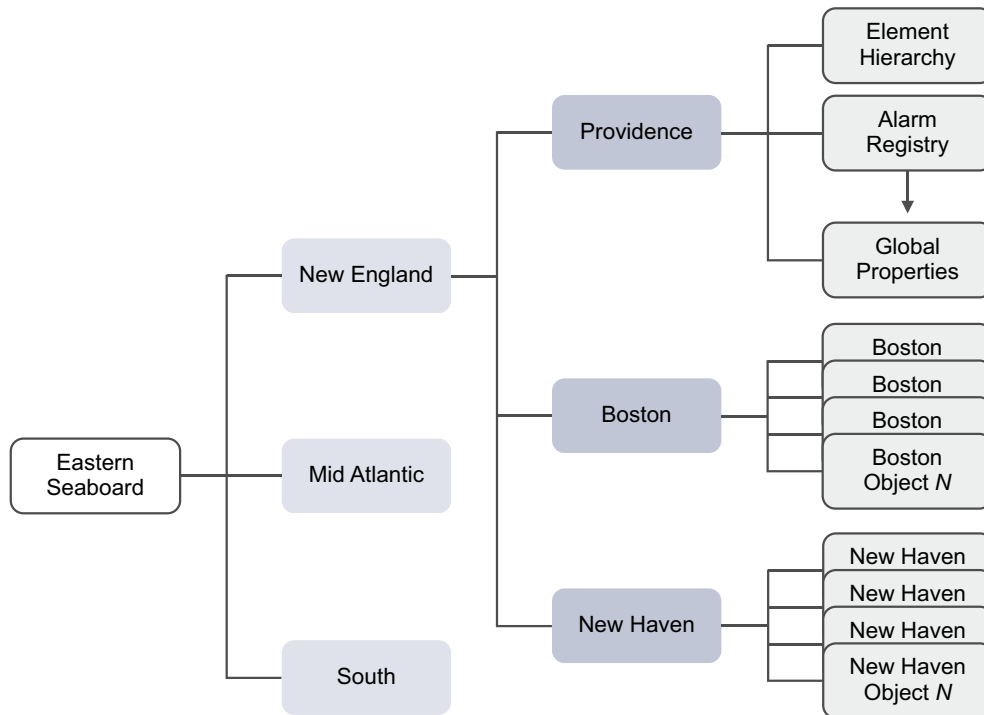 Element
Hierarchy
Providence
Alarm
Registry
Global
Properties
New England
Boston
Boston
Boston
Boston
Boston
Object N
Eastern
Seaboard
Mid Atlantic
New Haven
New Haven
New Haven
New Haven
New Haven
Object N
South